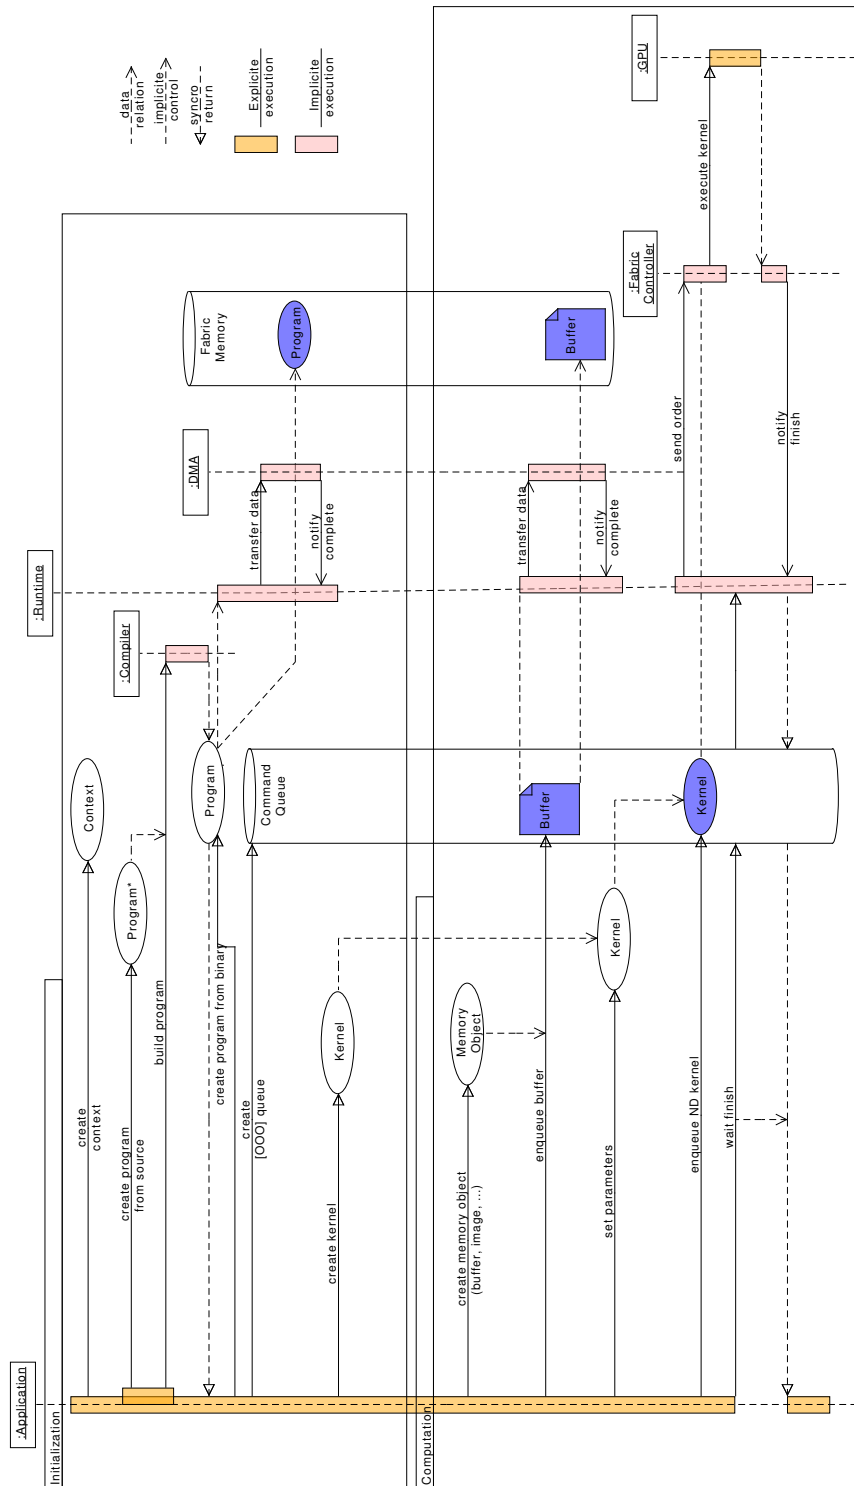 :Application
:Compiler
:Runtime
:DMA
:Fabric
Controller
:GPU
data
relation
implicite
control
syncro
return
Explicite
execution
Implicite
execution
Initialization
create
context
Context
create program
from source
Program*
build program
Program
create program from binary
create
[OOO] queue
Command
Queue
create kernel
Kernel
transfer data
notify
complete
Fabric
Memory
Program
Computation
create memory object
(buffer, image, ...)
Memory
Object
enqueue buffer
Buffer
transfer data
notify
complete
Buffer
set parameters
Kernel
enqueue ND kernel
Kernel
wait finish
send order
execute kernel
notify
finish